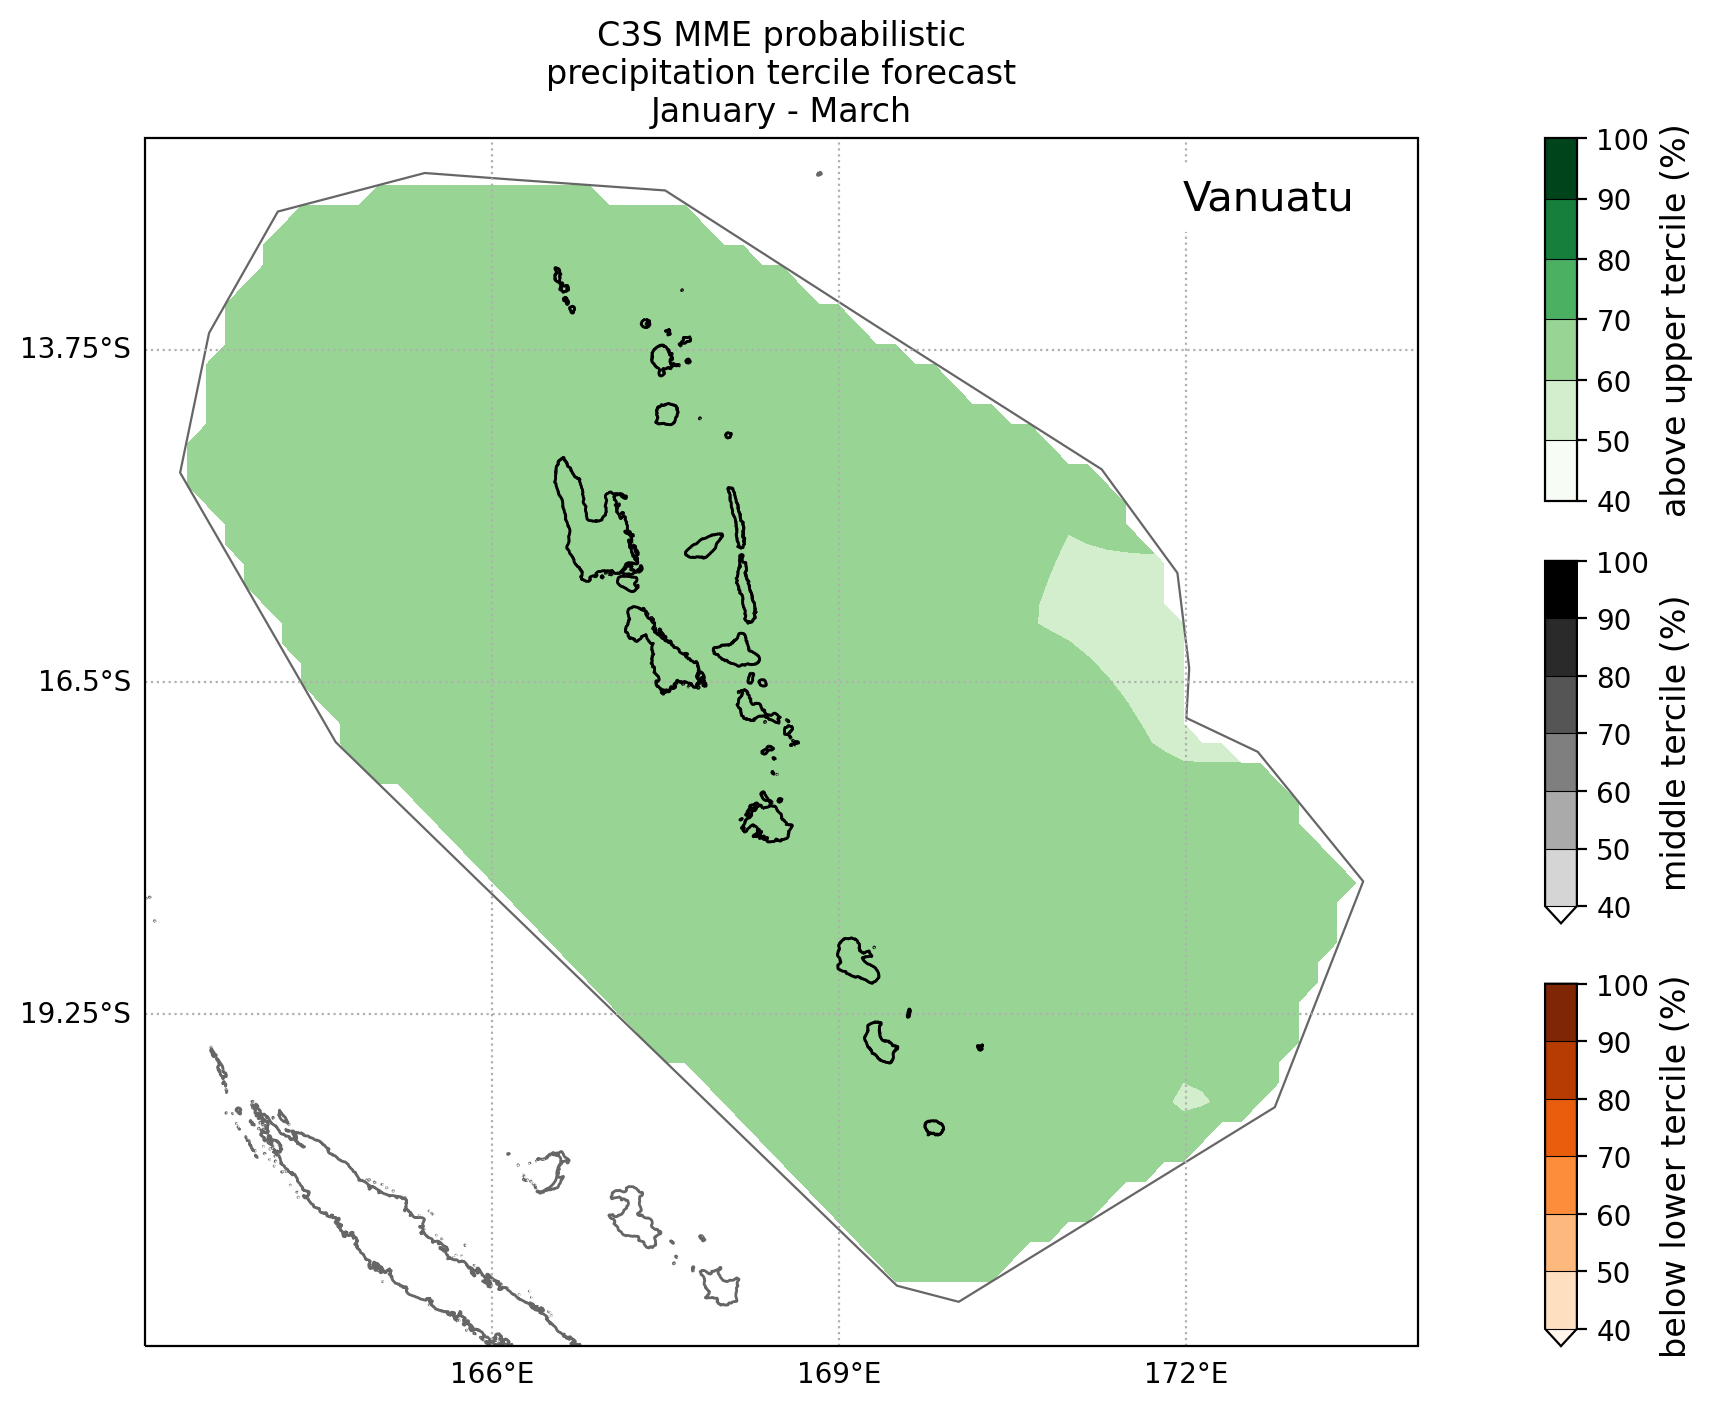 C3S MME probabilistic
precipitation tercile forecast
January - March
Vanuatu
13.75°S
16.5°S
19.25°S
166°E
169°E
172°E
100
90
80
70
60
50
40
above upper tercile (%)
100
90
80
70
60
50
40
middle tercile (%)
100
90
80
70
60
50
40
below lower tercile (%)